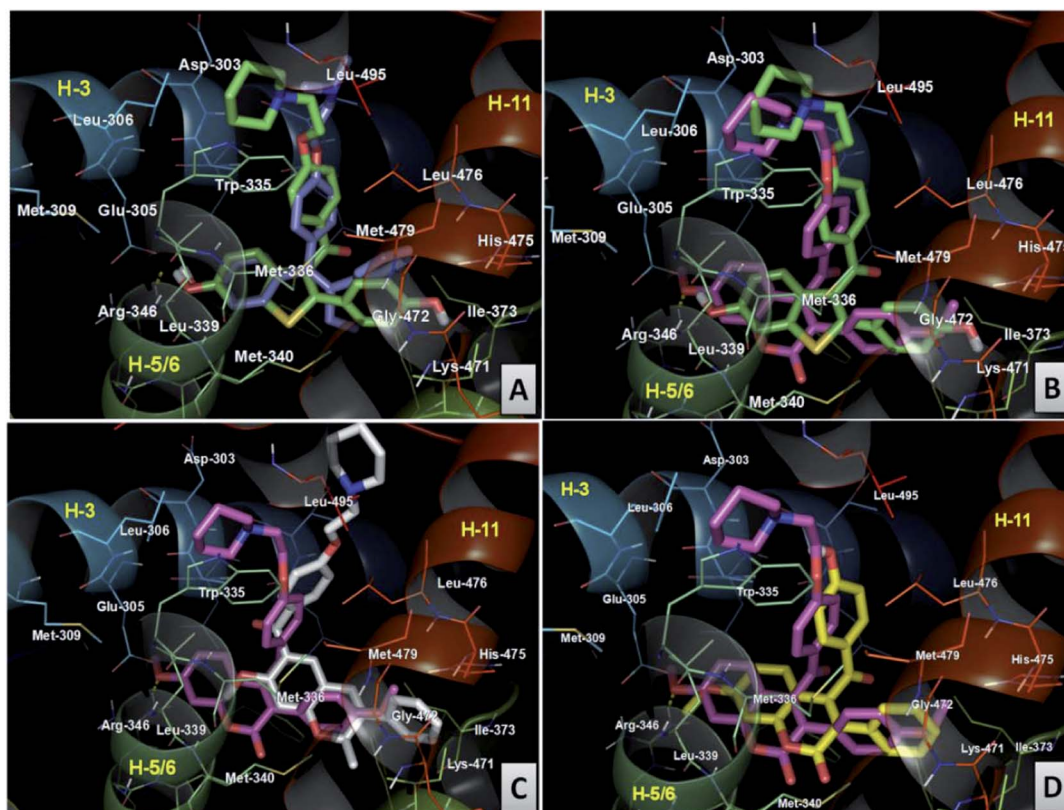 Asp-303
Leu-495
H-3
H-11
Leu-306
Trp-335
Leu-476
Met-309
Glu-305
Met-479
His-475
Met-336
Arg-346
Gly-472
Ile-373
Leu-339
H-5/6
Met-340
Lys-471
A
Asp-303
Leu-495
H-3
H-11
Leu-306
Trp-335
Leu-476
Glu-305
Met-309
Met-479
His-475
Met-336
Gly-472
Arg-346
Ile-373
Leu-339
Lys-471
H-5/6
Met-340
B
Asp-303
Leu-495
H-3
H-11
Leu-306
Trp-335
Leu-476
Glu-305
Met-309
Met-479
His-475
Met-336
Gly-472
Arg-346
Leu-339
Ile-373
H-5/6
Met-340
Lys-471
C
Asp-303
Leu-495
H-3
H-11
Leu-306
Trp-335
Leu-476
Glu-305
Met-309
Met-479
His-475
Met-336
Gly-472
Arg-346
Leu-339
Lys-471
Ile-373
H-5/6
Met-340
D